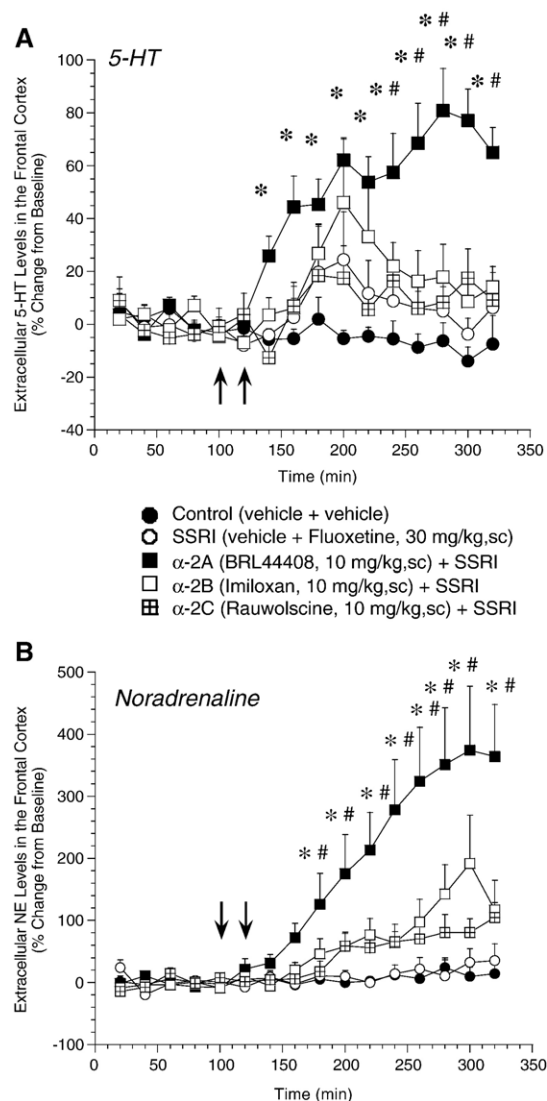 A
5-HT
Extracellular 5-HT Levels in the Frontal Cortex
(% Change from Baseline)
100
80
60
40
20
0
-20
-40
* * * * * * # * # * # * # * #
0 50 100 150 200 250 300 350
Time (min)
Control (vehicle + vehicle)
SSRI (vehicle + Fluoxetine, 30 mg/kg,sc)
α-2A (BRL44408, 10 mg/kg,sc) + SSRI
α-2B (Imiloxan, 10 mg/kg,sc) + SSRI
α-2C (Rauwolscine, 10 mg/kg,sc) + SSRI
B
Noradrenaline
Extracellular NE Levels in the Frontal Cortex
(% Change from Baseline)
500
400
300
200
100
0
-100
* # * # * # * # * # * # * # * #
0 50 100 150 200 250 300 350
Time (min)